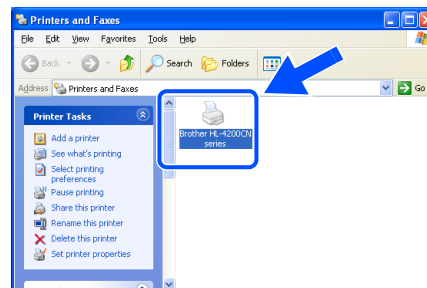 Printers and Faxes
File Edit View Favorites Tools Help
Back Search Folders
Address Printers and Faxes Go
Printer Tasks
Add a printer
See what's printing
Select printing
preferences
Pause printing
Share this printer
Rename this printer
Delete this printer
Set printer properties
Brother HL-4200CN
series